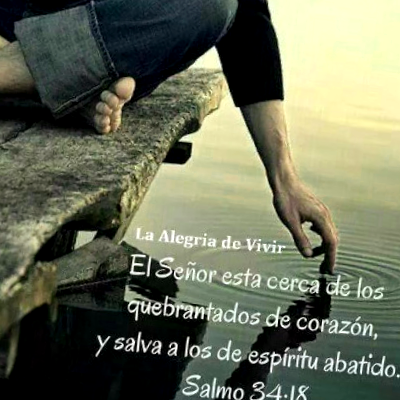 La Alegria de Vivir
El Señor esta cerca de los
quebrantados de corazón,
y salva a los de espíritu abatido.
Salmo 34:18